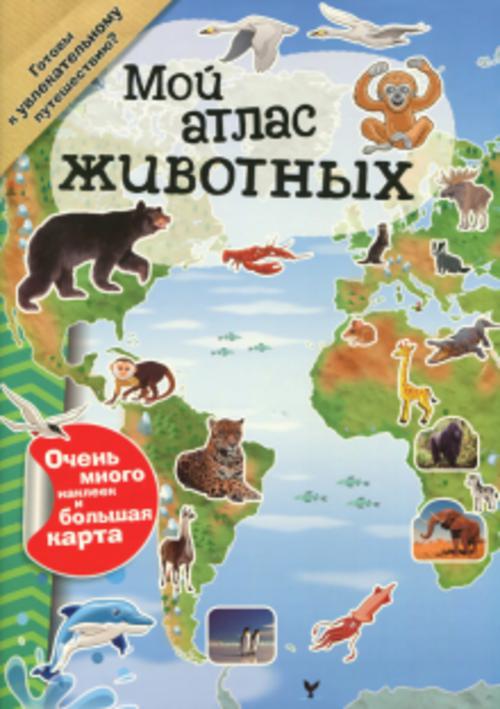 Готовы
к увлекательному
путешествию?
Мой
атлас
животных
Очень
много
наклеек
и
большая
карта